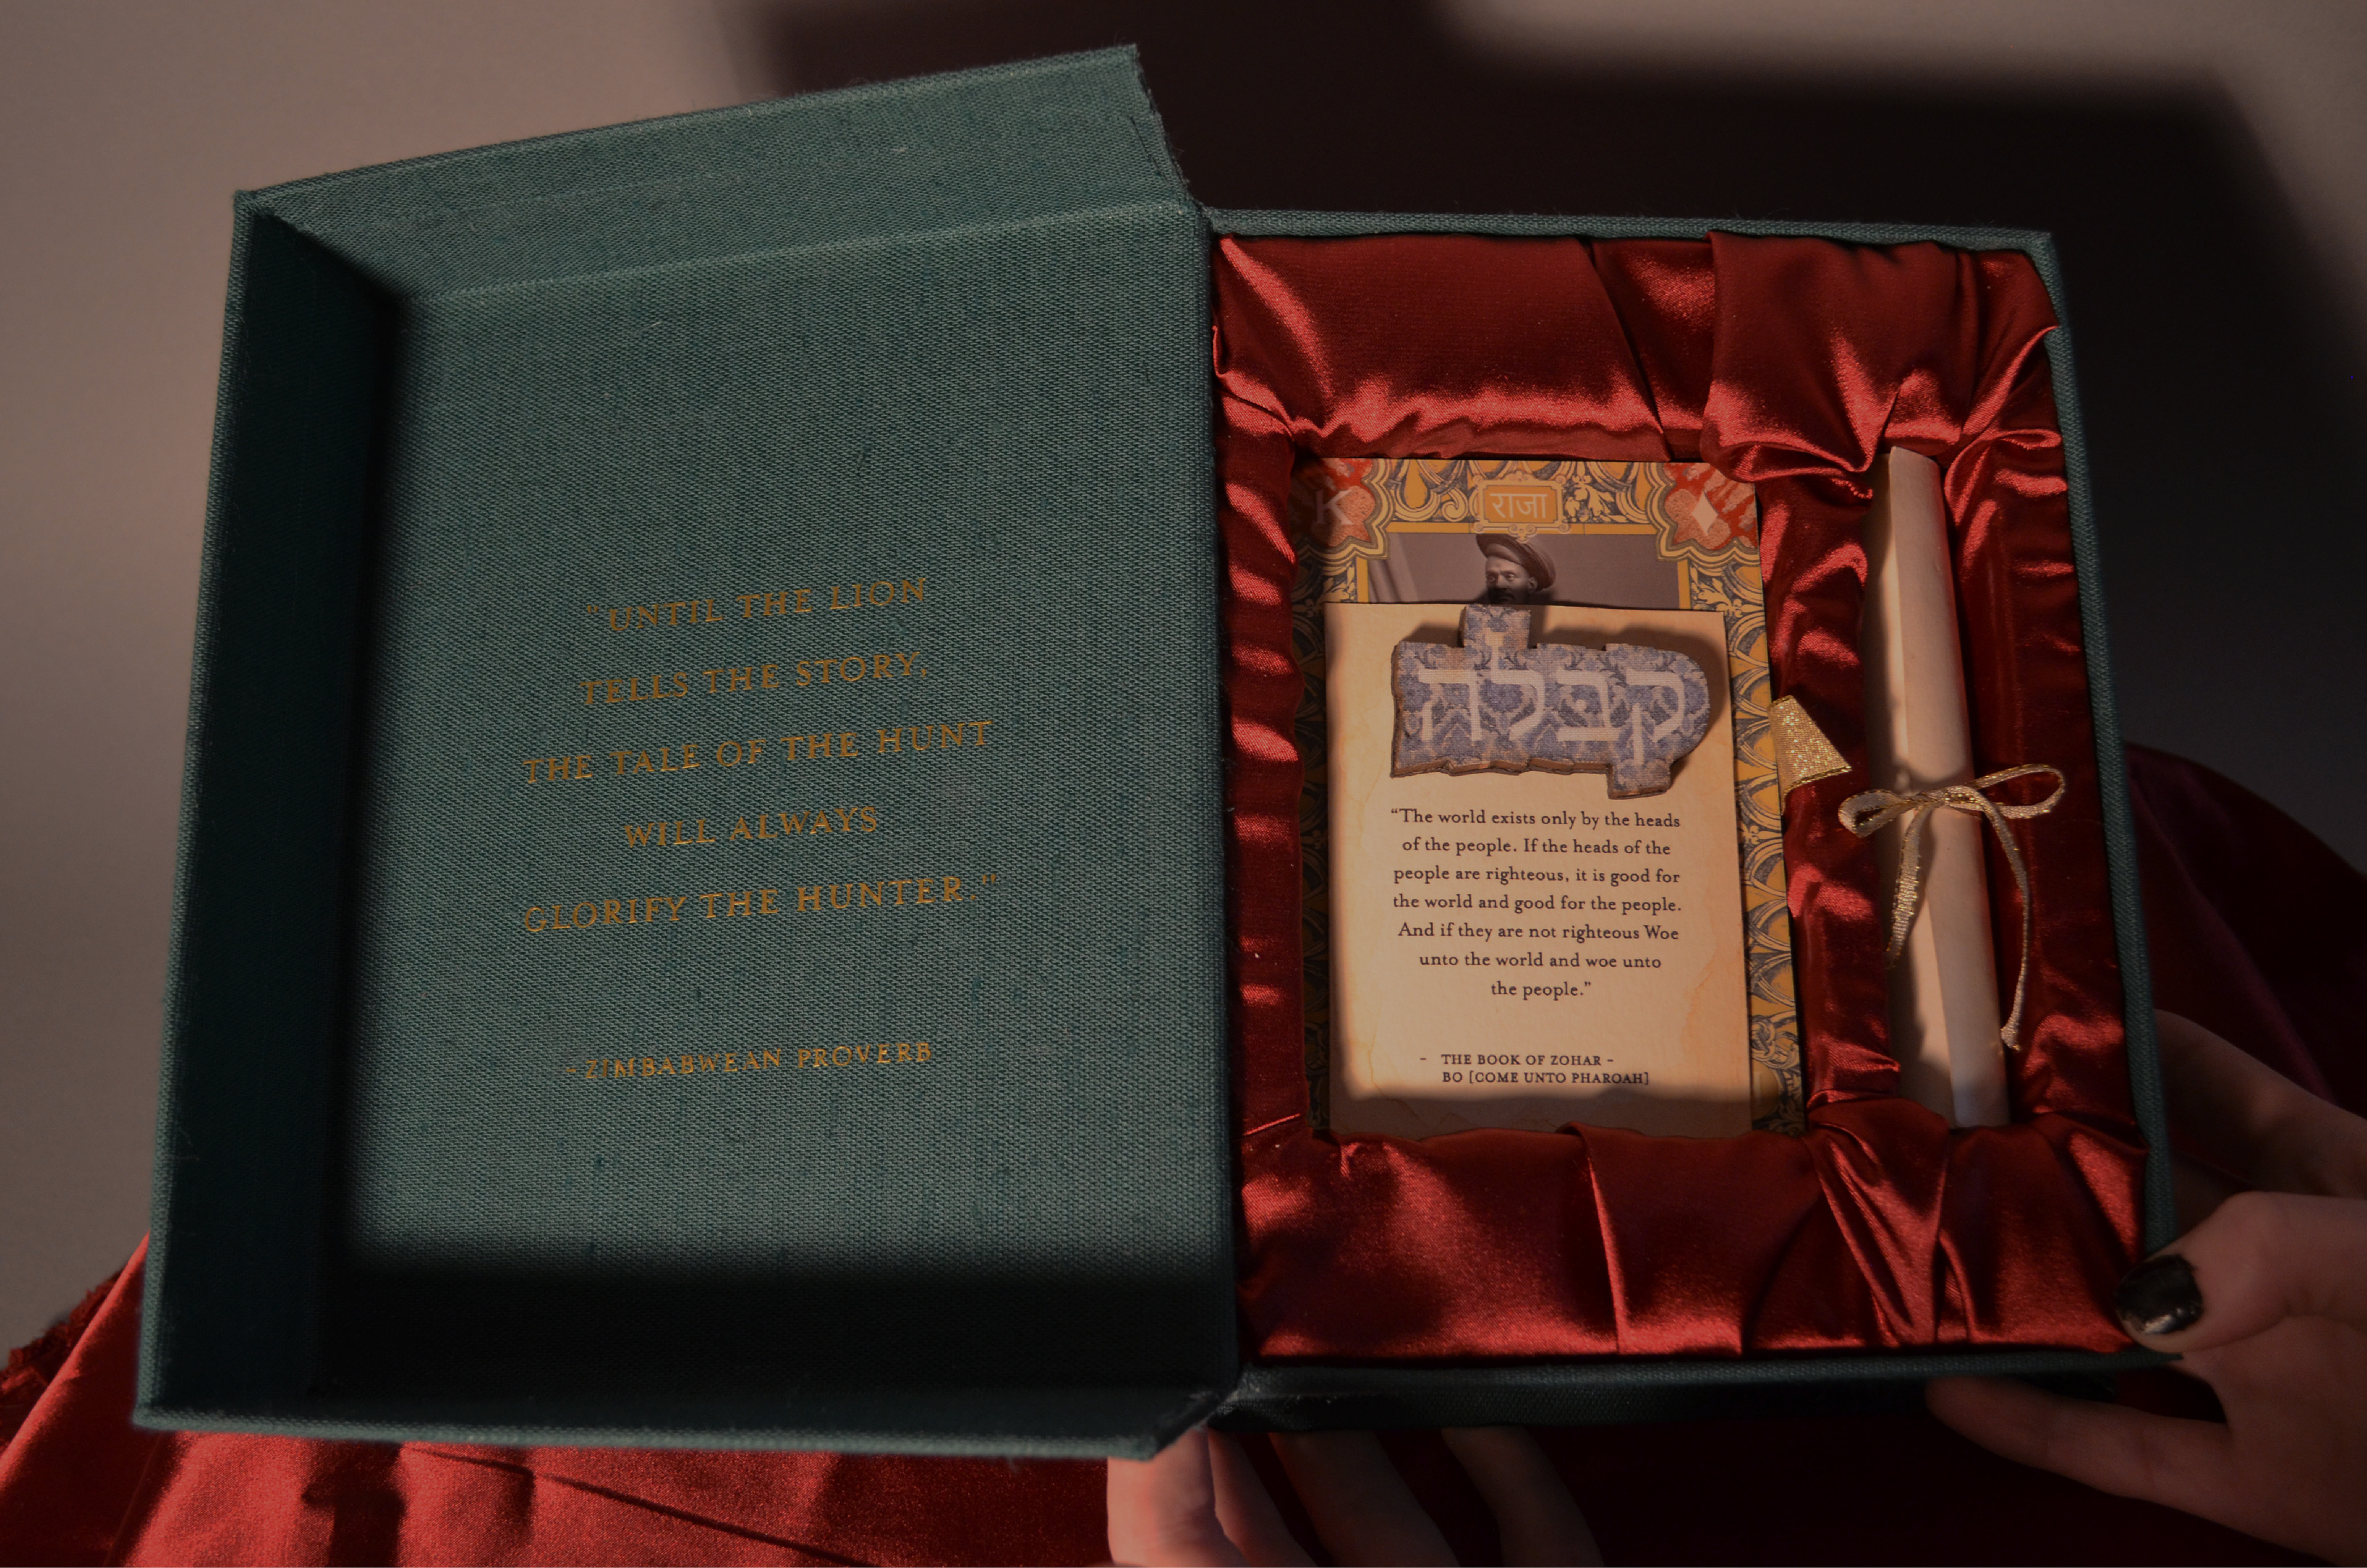 "UNTIL THE LION
TELLS THE STORY,
THE TALE OF THE HUNT
WILL ALWAYS
GLORIFY THE HUNTER."
-ZIMBABWEAN PROVERB
K
राजा
קבלה
“The world exists only by the heads
of the people. If the heads of the
people are righteous, it is good for
the world and good for the people.
And if they are not righteous Woe
unto the world and woe unto
the people.”
- THE BOOK OF ZOHAR -
BO [COME UNTO PHAROAH]